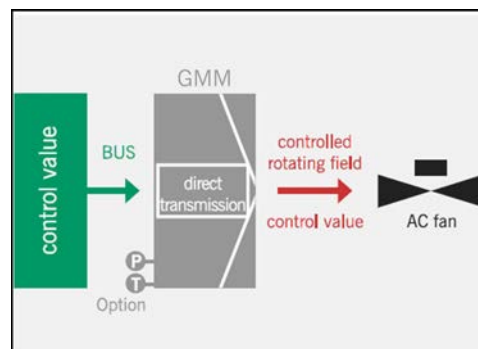 GMM
control value
BUS
direct
transmission
controlled
rotating field
control value
AC fan
P
T
Option